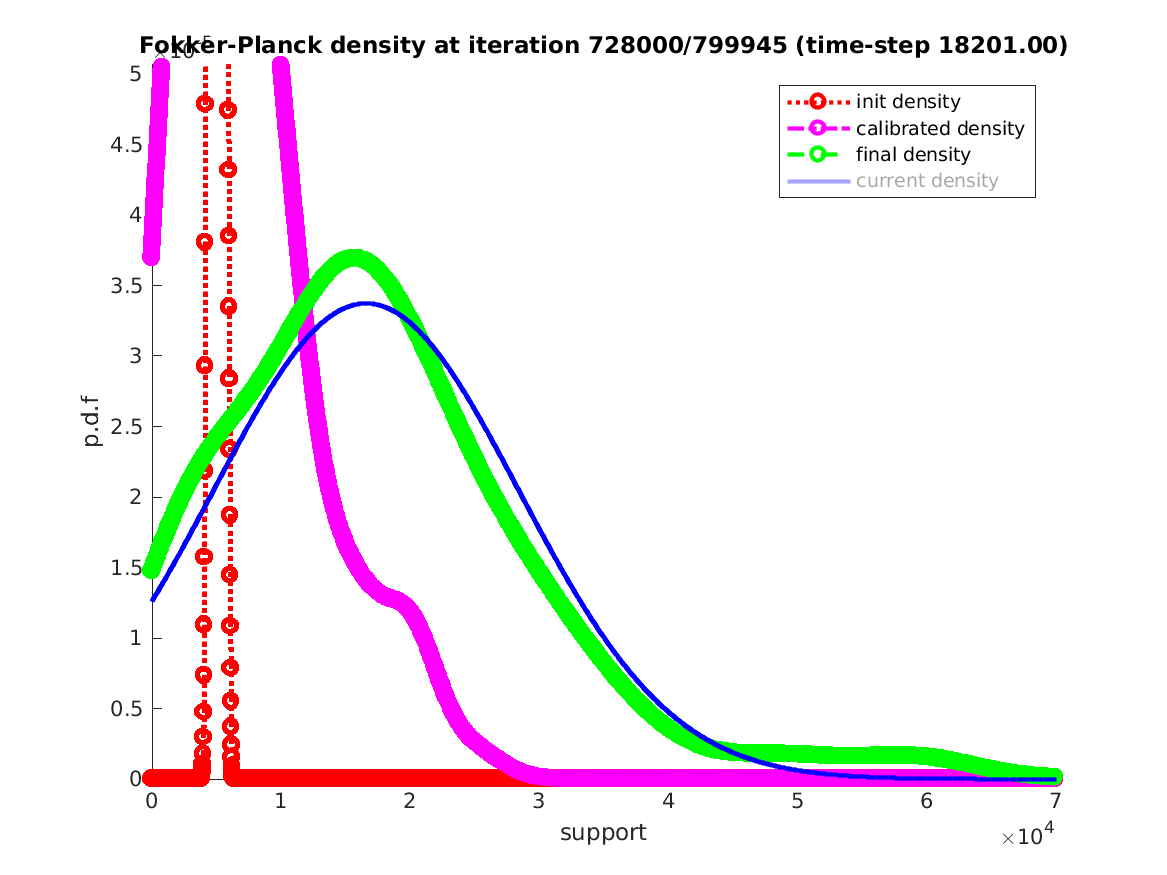 Fokker-Planck density at iteration 728000/799945 (time-step 18201.00)
×10⁻⁵
5
4.5
4
3.5
3
2.5
2
1.5
1
0.5
0
p.d.f
init density
calibrated density
final density
current density
0 1 2 3 4 5 6 7
support
×10⁴